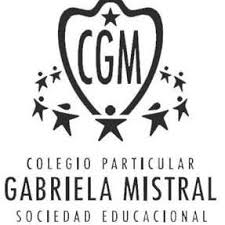 CGM
COLEGIO PARTICULAR
GABRIELA MISTRAL
SOCIEDAD EDUCACIONAL